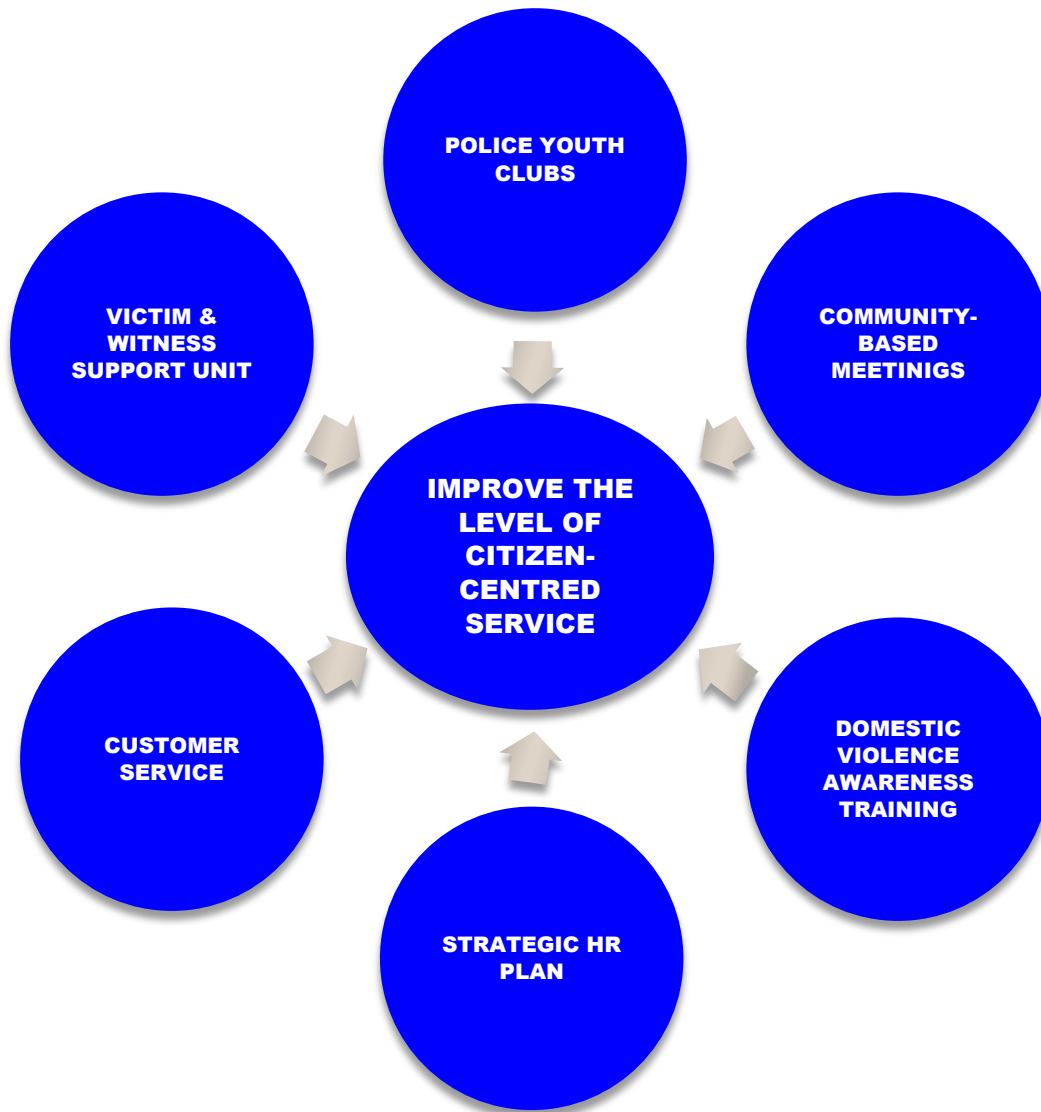 POLICE YOUTH
CLUBS
VICTIM &
WITNESS
SUPPORT UNIT
COMMUNITY-
BASED
MEETINIGS
IMPROVE THE
LEVEL OF
CITIZEN-
CENTRED
SERVICE
CUSTOMER
SERVICE
DOMESTIC
VIOLENCE
AWARENESS
TRAINING
STRATEGIC HR
PLAN